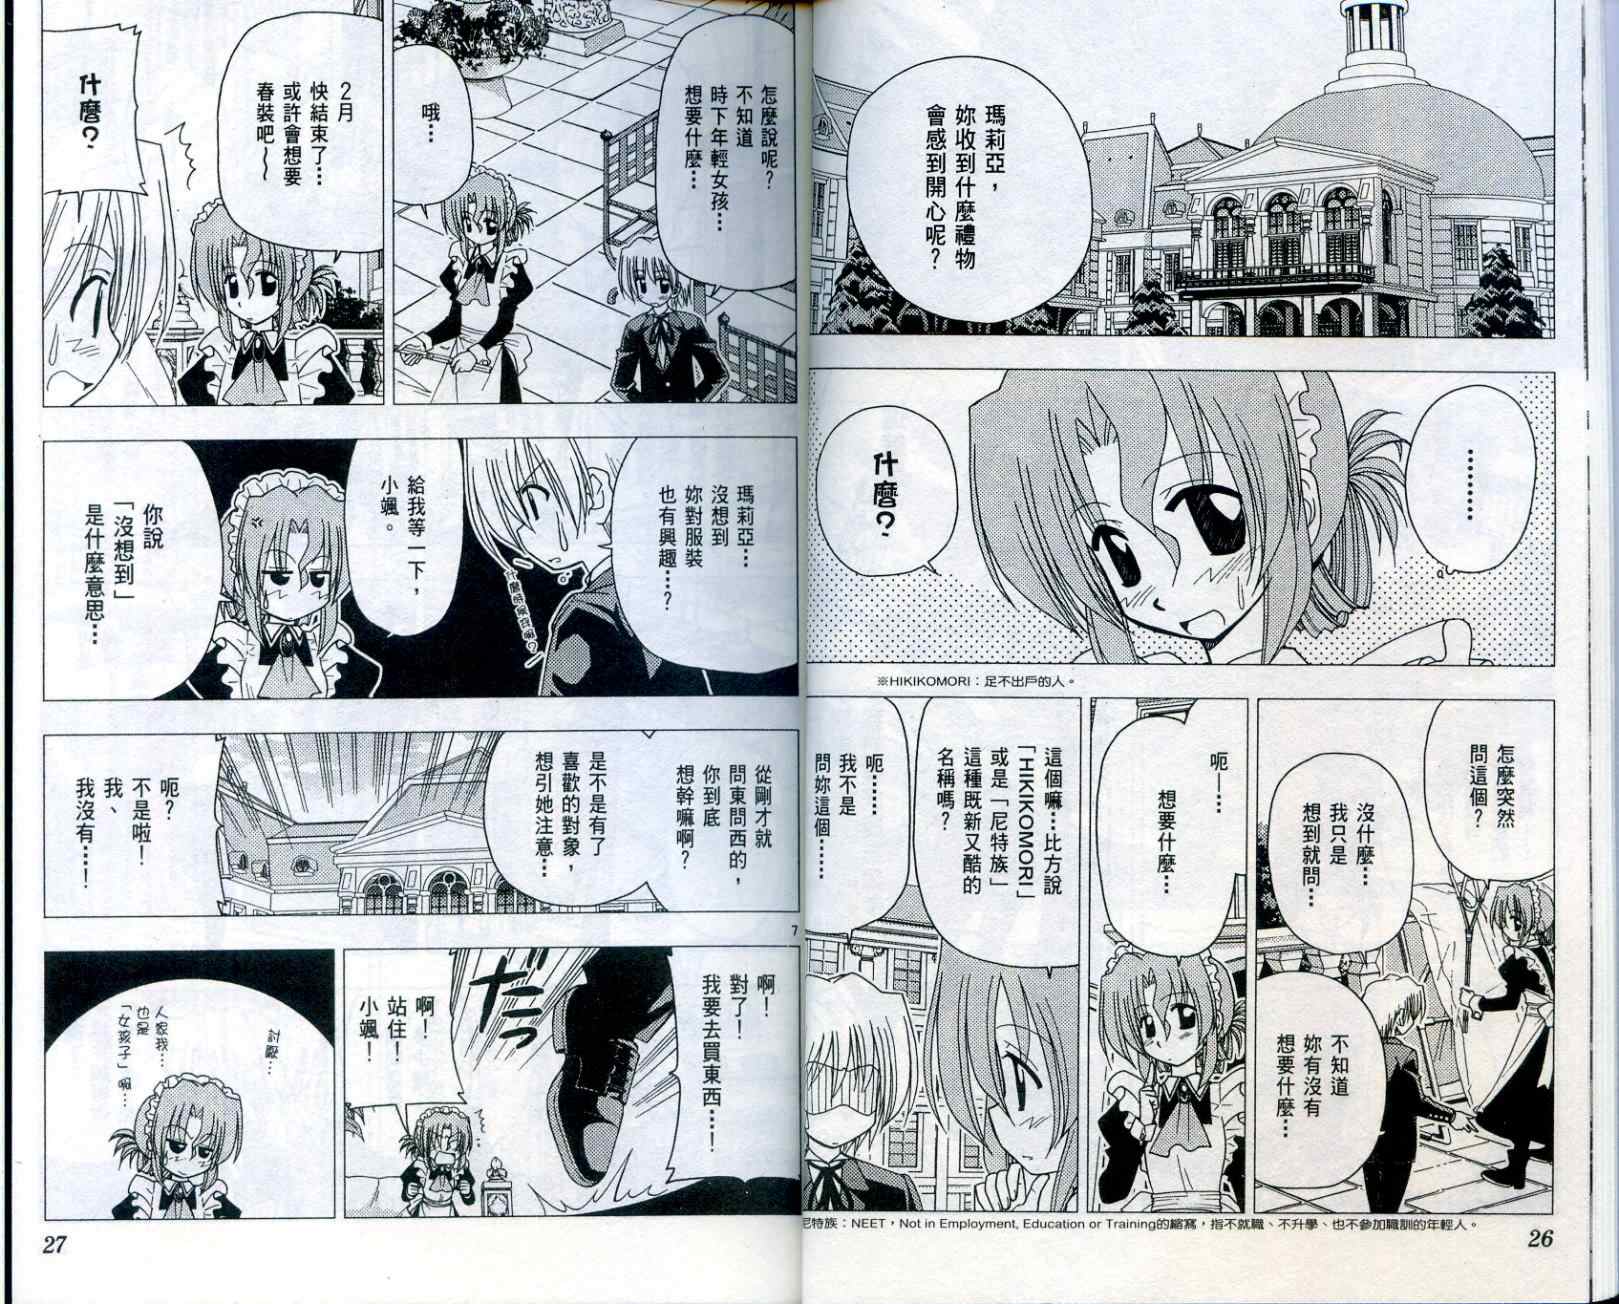 瑪莉亞，
妳收到什麼禮物
會感到開心呢？
………
什麼？
※HIKIKOMORI：足不出戶的人。
怎麼突然
問這個？
沒什麼…
我只是
想到就問…
不知道
妳有沒有
想要什麼…
呃—…
想要什麼…
這個嘛…比方說
「HIKIKOMORI」
或是「尼特族」
這種既新又酷的
名稱嗎？
呃……
我不是
問妳這個……
尼特族：NEET，Not in Employment, Education or Training的縮寫，指不就職、不升學、也不參加職訓的年輕人。
26
怎麼說呢？
不知道
時下年輕女孩…
想要什麼…
哦…
2月
快結束了…
或許會想要
春裝吧～
什麼？
瑪莉亞…
沒想到
妳對服裝
也有興趣…？
給我等一下，
小颯。
你說
「沒想到」
是什麼意思…
從剛才就
問東問西的，
你到底
想幹嘛啊？
是不是有了
喜歡的對象，
想引她注意…
呃？
不是啦！
我、
我沒有……！
7
啊！
對了！
我要去買東西…！
ダッ
啊！
站住！
小颯！
討厭…
人家我…
也是
「女孩子」啊…
27